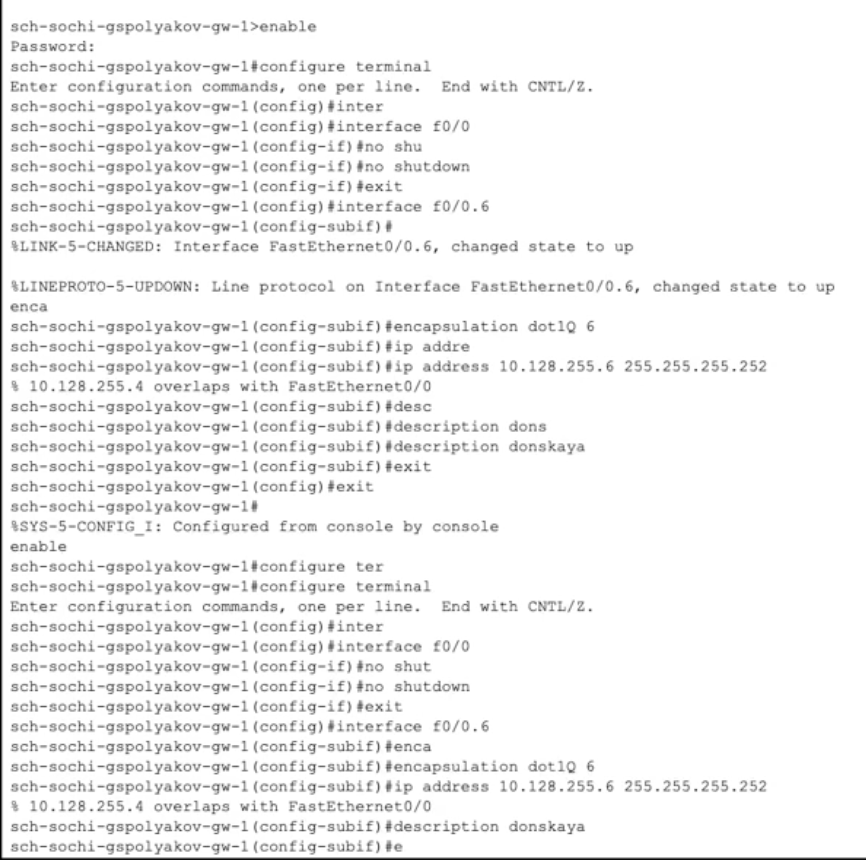 sch-sochi-gspolyakov-gw-1>enable
Password:
sch-sochi-gspolyakov-gw-1#configure terminal
Enter configuration commands, one per line.  End with CNTL/Z.
sch-sochi-gspolyakov-gw-1(config)#inter
sch-sochi-gspolyakov-gw-1(config)#interface f0/0
sch-sochi-gspolyakov-gw-1(config-if)#no shu
sch-sochi-gspolyakov-gw-1(config-if)#no shutdown
sch-sochi-gspolyakov-gw-1(config-if)#exit
sch-sochi-gspolyakov-gw-1(config)#interface f0/0.6
sch-sochi-gspolyakov-gw-1(config-subif)#
%LINK-5-CHANGED: Interface FastEthernet0/0.6, changed state to up
%LINEPROTO-5-UPDOWN: Line protocol on Interface FastEthernet0/0.6, changed state to up
enca
sch-sochi-gspolyakov-gw-1(config-subif)#encapsulation dot1Q 6
sch-sochi-gspolyakov-gw-1(config-subif)#ip addre
sch-sochi-gspolyakov-gw-1(config-subif)#ip address 10.128.255.6 255.255.255.252
% 10.128.255.4 overlaps with FastEthernet0/0
sch-sochi-gspolyakov-gw-1(config-subif)#desc
sch-sochi-gspolyakov-gw-1(config-subif)#description dons
sch-sochi-gspolyakov-gw-1(config-subif)#description donskaya
sch-sochi-gspolyakov-gw-1(config-subif)#exit
sch-sochi-gspolyakov-gw-1(config)#exit
sch-sochi-gspolyakov-gw-1#
%SYS-5-CONFIG_I: Configured from console by console
enable
sch-sochi-gspolyakov-gw-1#configure ter
sch-sochi-gspolyakov-gw-1#configure terminal
Enter configuration commands, one per line.  End with CNTL/Z.
sch-sochi-gspolyakov-gw-1(config)#inter
sch-sochi-gspolyakov-gw-1(config)#interface f0/0
sch-sochi-gspolyakov-gw-1(config-if)#no shut
sch-sochi-gspolyakov-gw-1(config-if)#no shutdown
sch-sochi-gspolyakov-gw-1(config-if)#exit
sch-sochi-gspolyakov-gw-1(config)#interface f0/0.6
sch-sochi-gspolyakov-gw-1(config-subif)#enca
sch-sochi-gspolyakov-gw-1(config-subif)#encapsulation dot1Q 6
sch-sochi-gspolyakov-gw-1(config-subif)#ip address 10.128.255.6 255.255.255.252
% 10.128.255.4 overlaps with FastEthernet0/0
sch-sochi-gspolyakov-gw-1(config-subif)#description donskaya
sch-sochi-gspolyakov-gw-1(config-subif)#e